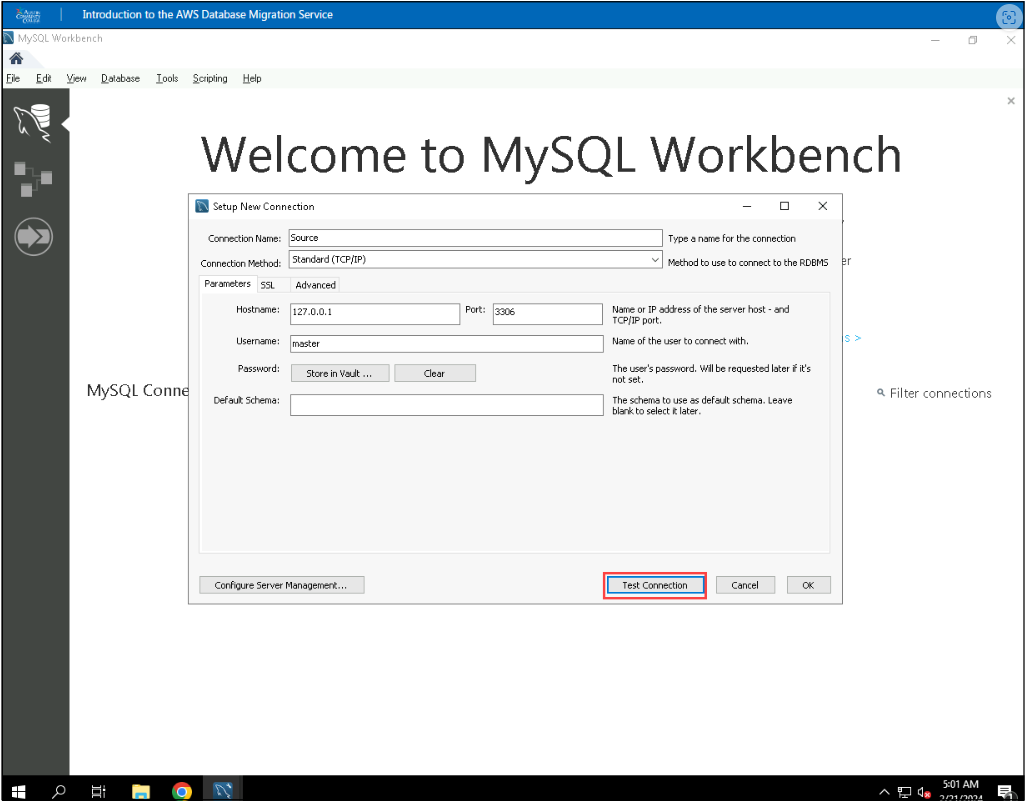 Introduction to the AWS Database Migration Service
MySQL Workbench
File Edit View Database Tools Scripting Help
Welcome to MySQL Workbench
Setup New Connection
Connection Name: Source Type a name for the connection
Connection Method: Standard (TCP/IP) Method to use to connect to the RDBMS
er
Parameters SSL Advanced
Hostname: 127.0.0.1 Port: 3306 Name or IP address of the server host - and
TCP/IP port.
Username: master Name of the user to connect with.
s >
Password: Store in Vault ... Clear The user's password. Will be requested later if it's
not set.
MySQL Conne
Filter connections
Default Schema: The schema to use as default schema. Leave
blank to select it later.
Configure Server Management... Test Connection Cancel OK
5:01 AM
2/21/2024